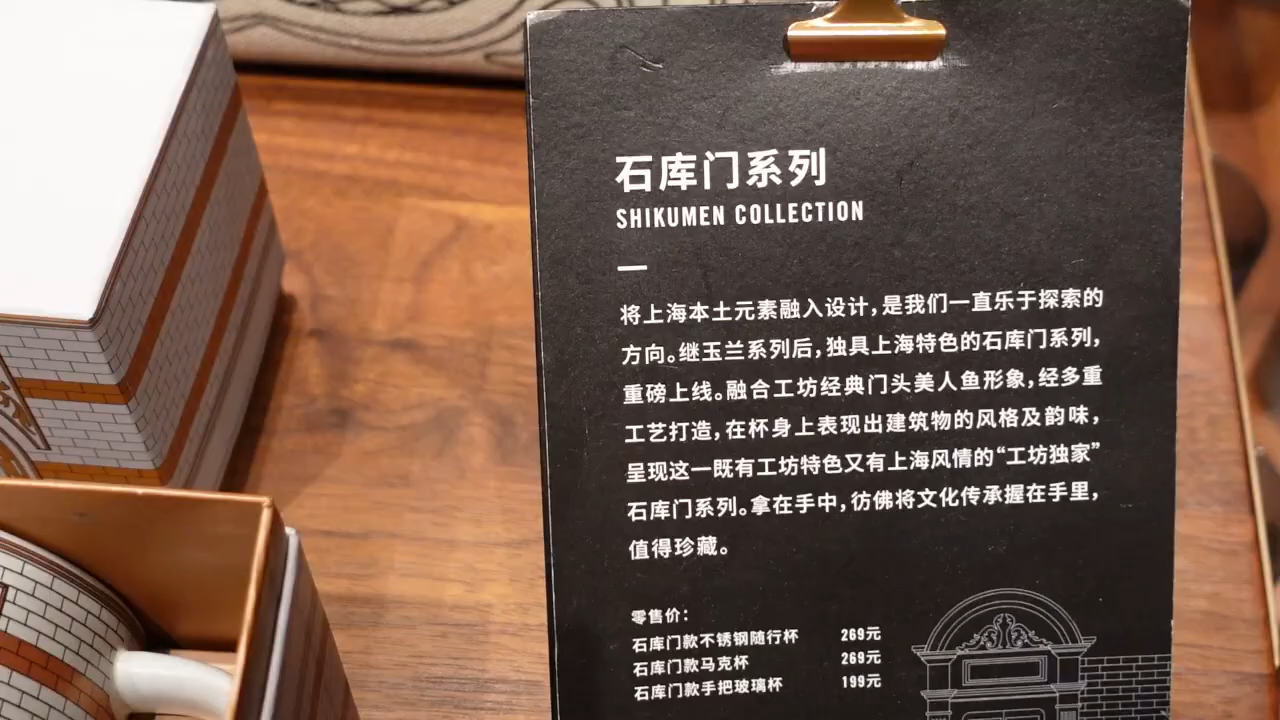 石库门系列
SHIKUMEN COLLECTION
将上海本土元素融入设计，是我们一直乐于探索的
方向。继玉兰系列后，独具上海特色的石库门系列，
重磅上线。融合工坊经典门头美人鱼形象，经多重
工艺打造，在杯身上表现出建筑物的风格及韵味，
呈现这一既有工坊特色又有上海风情的“工坊独家”
石库门系列。拿在手中，彷佛将文化传承握在手里，
值得珍藏。
零售价：
石库门款不锈钢随行杯 269元
石库门款马克杯 269元
石库门款手把玻璃杯 199元